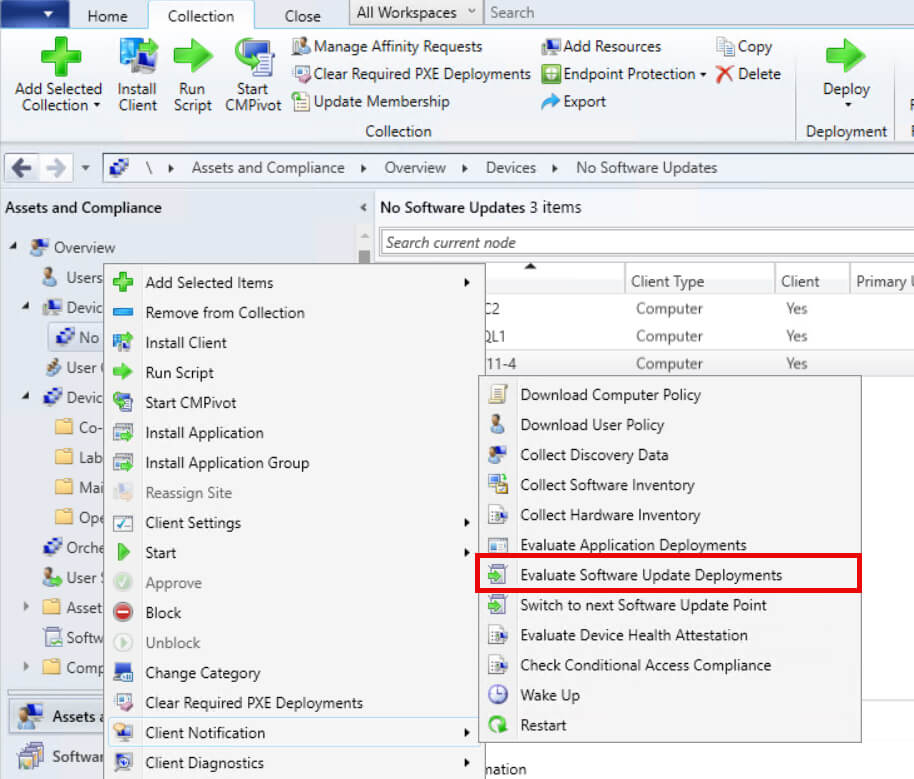 Home
Collection
Close
All Workspaces
Search
Add Selected
Collection
Install
Client
Run
Script
Start
CMPivot
Manage Affinity Requests
Clear Required PXE Deployments
Update Membership
Add Resources
Endpoint Protection
Export
Copy
Delete
Collection
Deploy
Deployment
\ Assets and Compliance Overview Devices No Software Updates
Assets and Compliance
No Software Updates 3 items
Search current node
Overview
Users
Devic
No
User
Devic
Co-
Lab
Mai
Ope
Orche
User S
Asset
Softw
Comp
Assets a
Softwar
Client Type
Client
Primary U
C2
Computer
Yes
QL1
Computer
Yes
11-4
Computer
Yes
Add Selected Items
Remove from Collection
Install Client
Run Script
Start CMPivot
Install Application
Install Application Group
Reassign Site
Client Settings
Start
Approve
Block
Unblock
Change Category
Clear Required PXE Deployments
Client Notification
Client Diagnostics
Download Computer Policy
Download User Policy
Collect Discovery Data
Collect Software Inventory
Collect Hardware Inventory
Evaluate Application Deployments
Evaluate Software Update Deployments
Switch to next Software Update Point
Evaluate Device Health Attestation
Check Conditional Access Compliance
Wake Up
Restart
mation